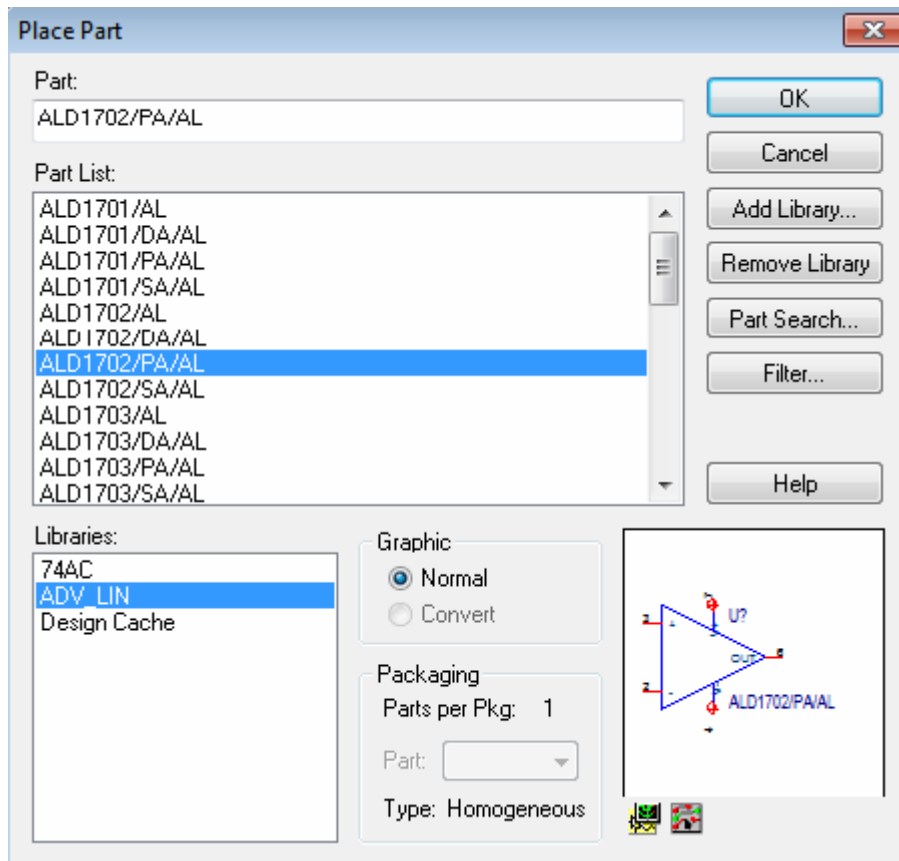 Place Part
Part:
ALD1702/PA/AL
Part List:
ALD1701/AL
ALD1701/DA/AL
ALD1701/PA/AL
ALD1701/SA/AL
ALD1702/AL
ALD1702/DA/AL
ALD1702/PA/AL
ALD1702/SA/AL
ALD1703/AL
ALD1703/DA/AL
ALD1703/PA/AL
ALD1703/SA/AL
OK
Cancel
Add Library...
Remove Library
Part Search...
Filter...
Help
Libraries:
74AC
ADV_LIN
Design Cache
Graphic
Normal
Convert
Packaging
Parts per Pkg: 1
Part:
Type: Homogeneous
U?
OUT
ALD1702/PA/AL